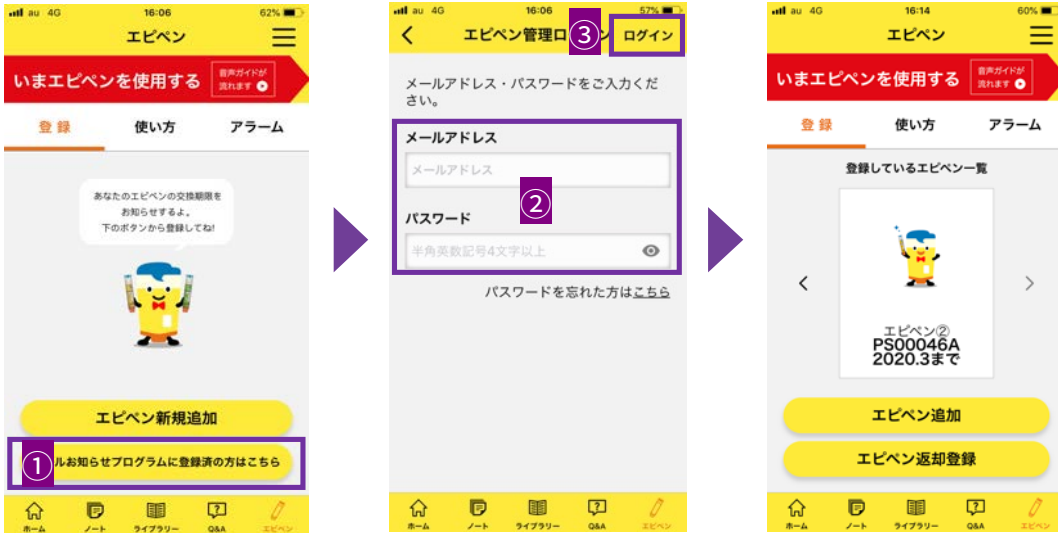 au 4G 16:06 62%
エピペン
いまエピペンを使用する
音声ガイドが
流れます
登録 使い方 アラーム
あなたのエピペンの交換期限を
お知らせするよ。
下のボタンから登録してね!
エピペン新規追加
① ルお知らせプログラムに登録済の方はこちら
ホーム ノート ライブラリー Q&A エピペン
au 4G 16:06 57%
エピペン管理ロ ③ ン ログイン
メールアドレス・パスワードをご入力くだ
さい。
メールアドレス
メールアドレス
②
パスワード
半角英数記号4文字以上
パスワードを忘れた方はこちら
ホーム ノート ライブラリー Q&A エピペン
au 4G 16:14 60%
エピペン
いまエピペンを使用する
音声ガイドが
流れます
登録 使い方 アラーム
登録しているエピペン一覧
エピペン②
PS00046A
2020.3まで
エピペン追加
エピペン返却登録
ホーム ノート ライブラリー Q&A エピペン